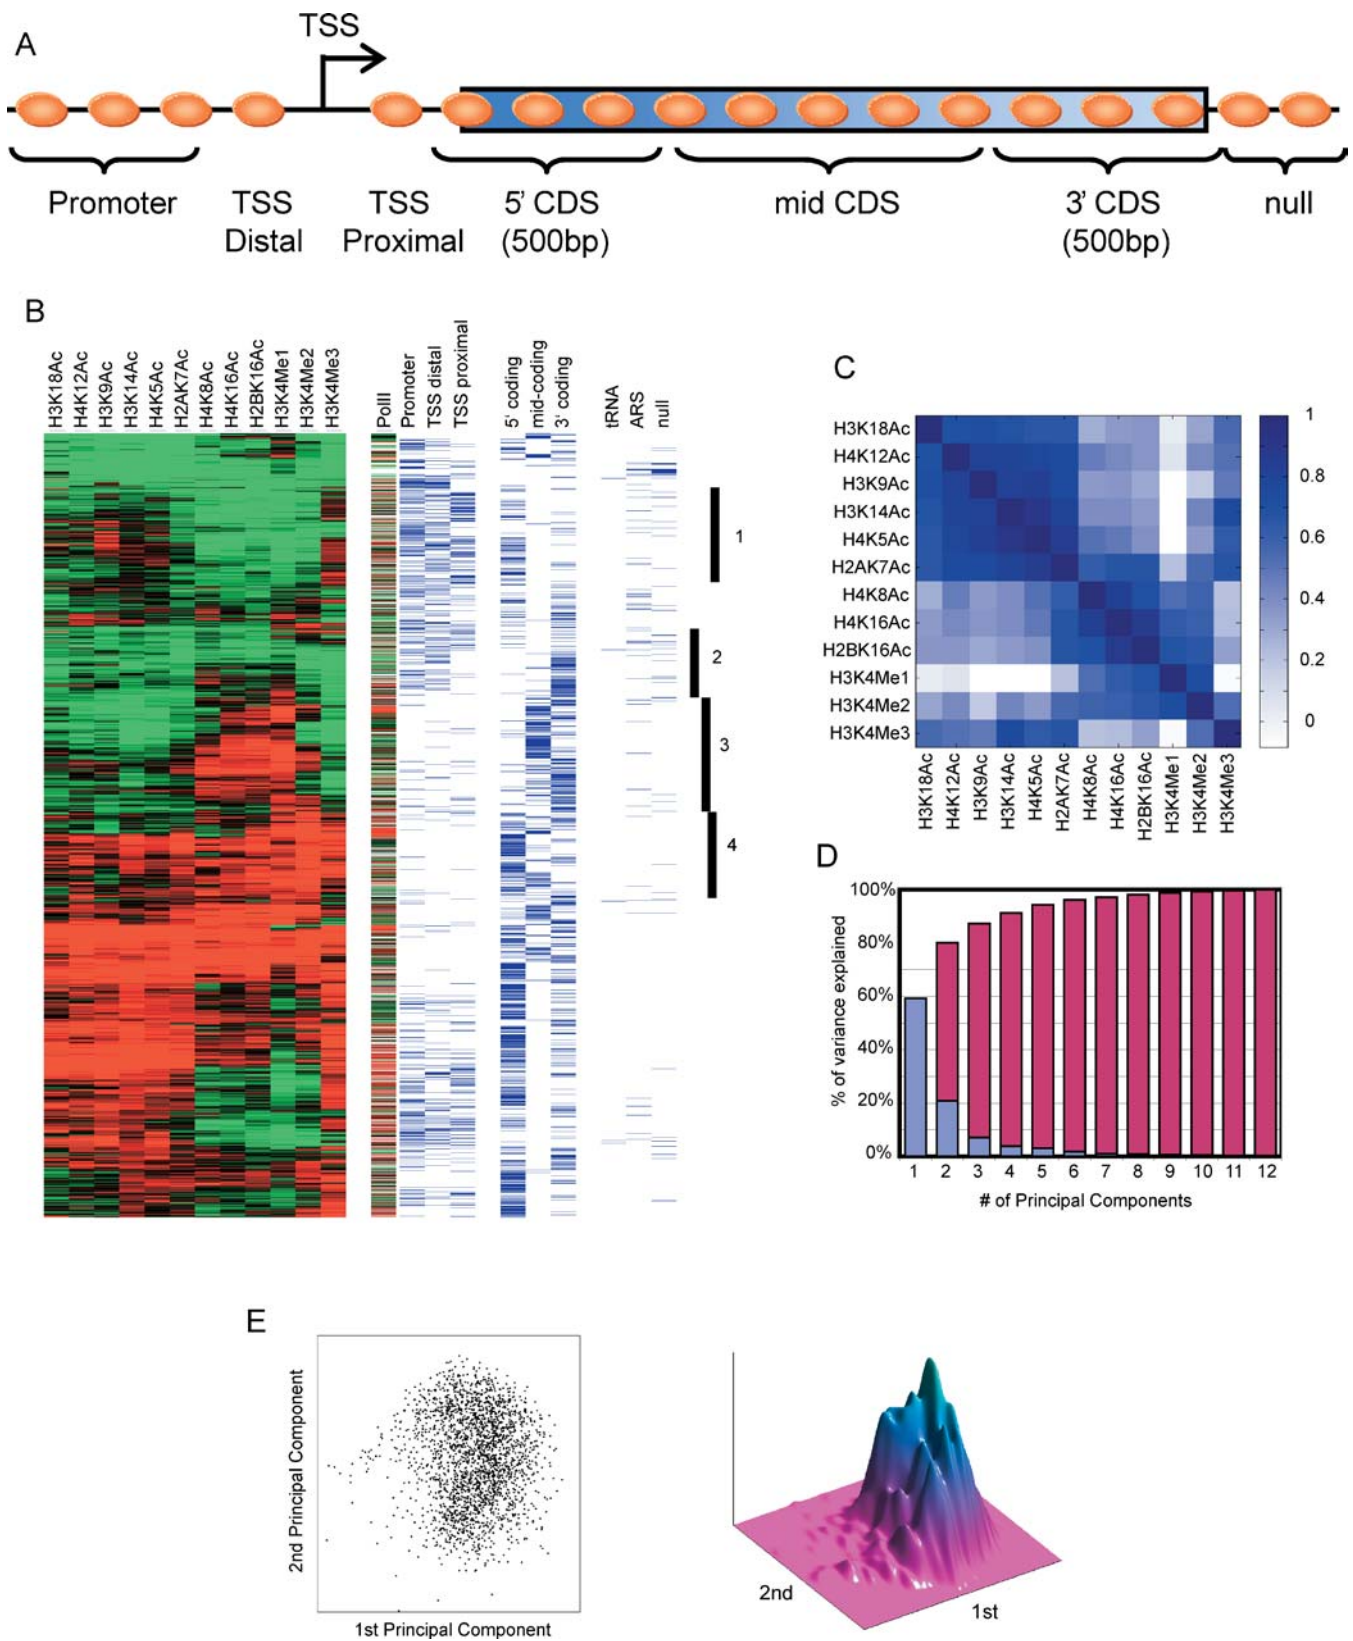 A
TSS
Promoter
TSS
Distal
TSS
Proximal
5' CDS
(500bp)
mid CDS
3' CDS
(500bp)
null
B
H3K18Ac
H4K12Ac
H3K9Ac
H3K14Ac
H4K5Ac
H2AK7Ac
H4K8Ac
H4K16Ac
H2BK16Ac
H3K4Me1
H3K4Me2
H3K4Me3
PolII
Promoter
TSS distal
TSS proximal
5' coding
mid-coding
3' coding
tRNA
ARS
null
1
2
3
4
C
H3K18Ac
H4K12Ac
H3K9Ac
H3K14Ac
H4K5Ac
H2AK7Ac
H4K8Ac
H4K16Ac
H2BK16Ac
H3K4Me1
H3K4Me2
H3K4Me3
H3K18Ac
H4K12Ac
H3K9Ac
H3K14Ac
H4K5Ac
H2AK7Ac
H4K8Ac
H4K16Ac
H2BK16Ac
H3K4Me1
H3K4Me2
H3K4Me3
1
0.8
0.6
0.4
0.2
0
D
% of variance explained
100%
80%
60%
40%
20%
0%
1 2 3 4 5 6 7 8 9 10 11 12
# of Principal Components
E
2nd Principal Component
1st Principal Component
2nd
1st